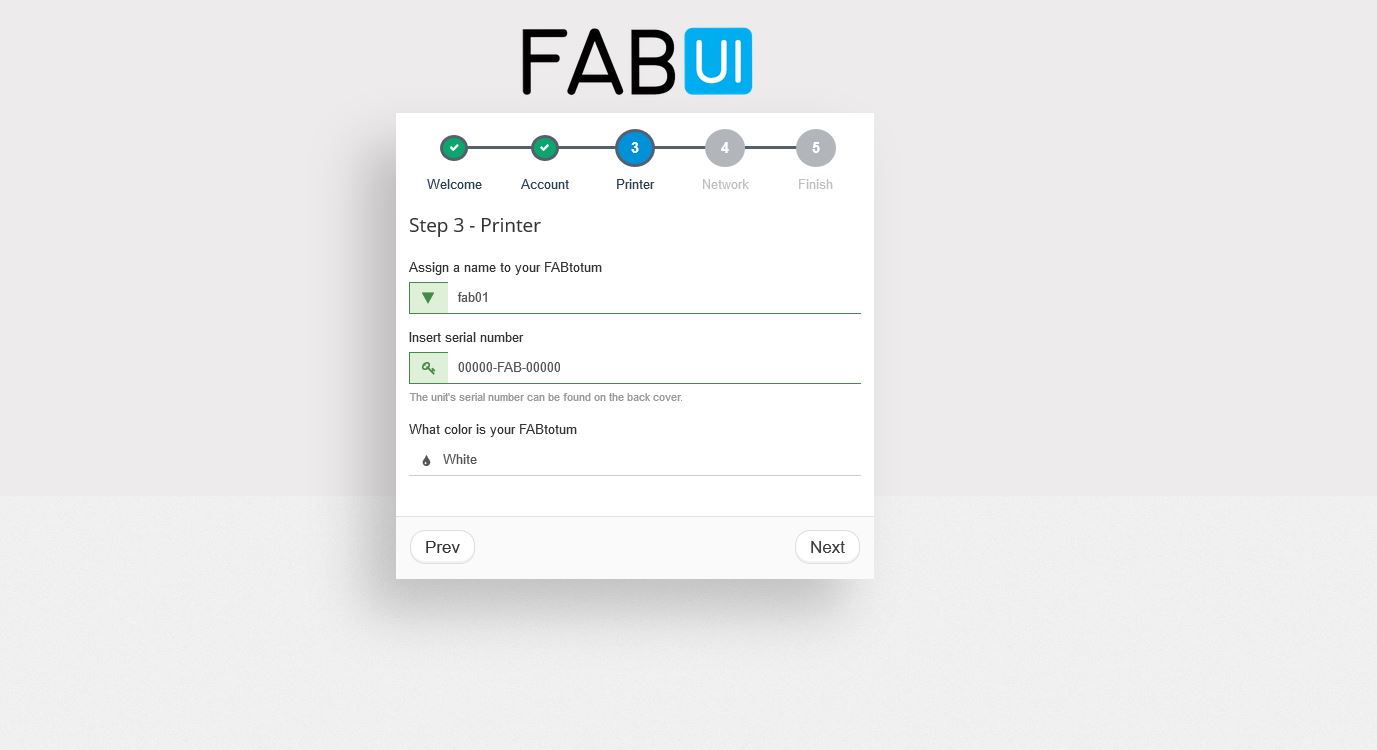 FABUI
3
4
5
Welcome
Account
Printer
Network
Finish
Step 3 - Printer
Assign a name to your FABtotum
fab01
Insert serial number
00000-FAB-00000
The unit's serial number can be found on the back cover.
What color is your FABtotum
White
Prev
Next